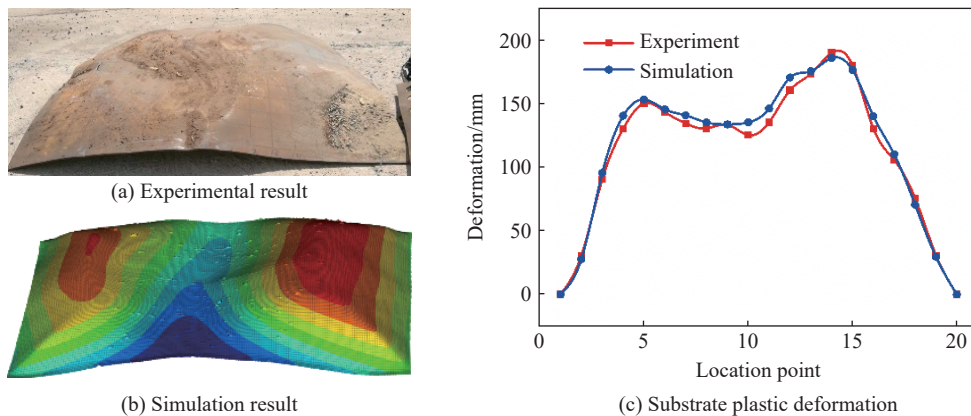 (a) Experimental result
(b) Simulation result
Deformation/mm
200
150
100
50
0
Experiment
Simulation
0
5
10
15
20
Location point
(c) Substrate plastic deformation